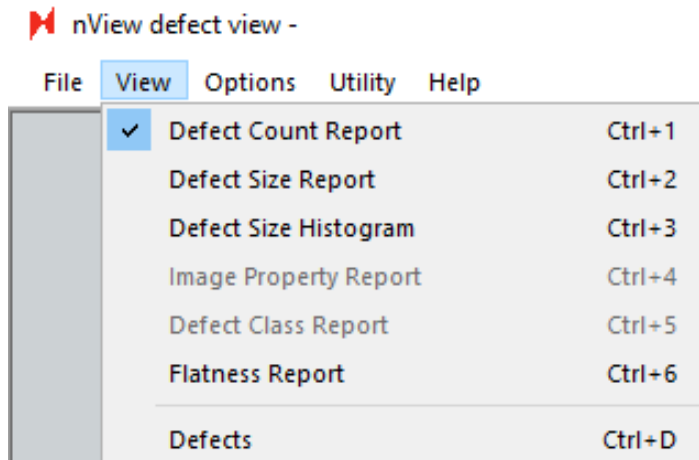 nView defect view -
File View Options Utility Help
Defect Count Report Ctrl+1
Defect Size Report Ctrl+2
Defect Size Histogram Ctrl+3
Image Property Report Ctrl+4
Defect Class Report Ctrl+5
Flatness Report Ctrl+6
Defects Ctrl+D